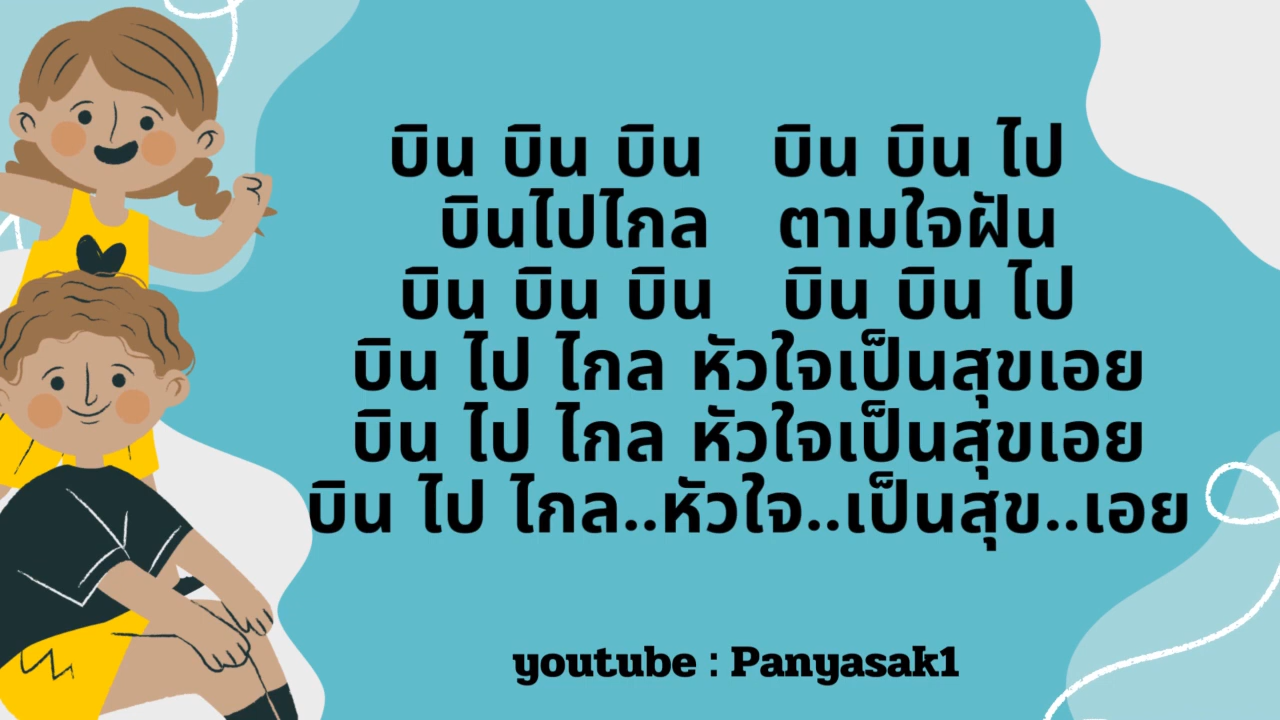 บิน บิน บิน   บิน บิน ไป
บินไปไกล   ตามใจฝัน
บิน บิน บิน   บิน บิน ไป
บิน ไป ไกล หัวใจเป็นสุขเอย
บิน ไป ไกล หัวใจเป็นสุขเอย
บิน ไป ไกล..หัวใจ..เป็นสุข..เอย
youtube : Panyasak1